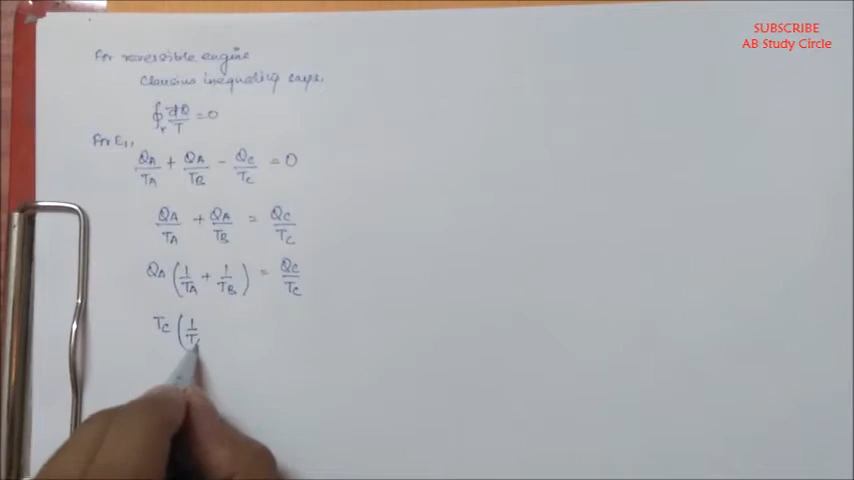 SUBSCRIBE
AB Study Circle
For reversible engine
Clausius inequality says,
∮r đQ/T = 0
For E1,
QA/TA + QA/TB - QC/TC = 0
QA/TA + QA/TB = QC/TC
QA (1/TA + 1/TB) = QC/TC
TC (1/T